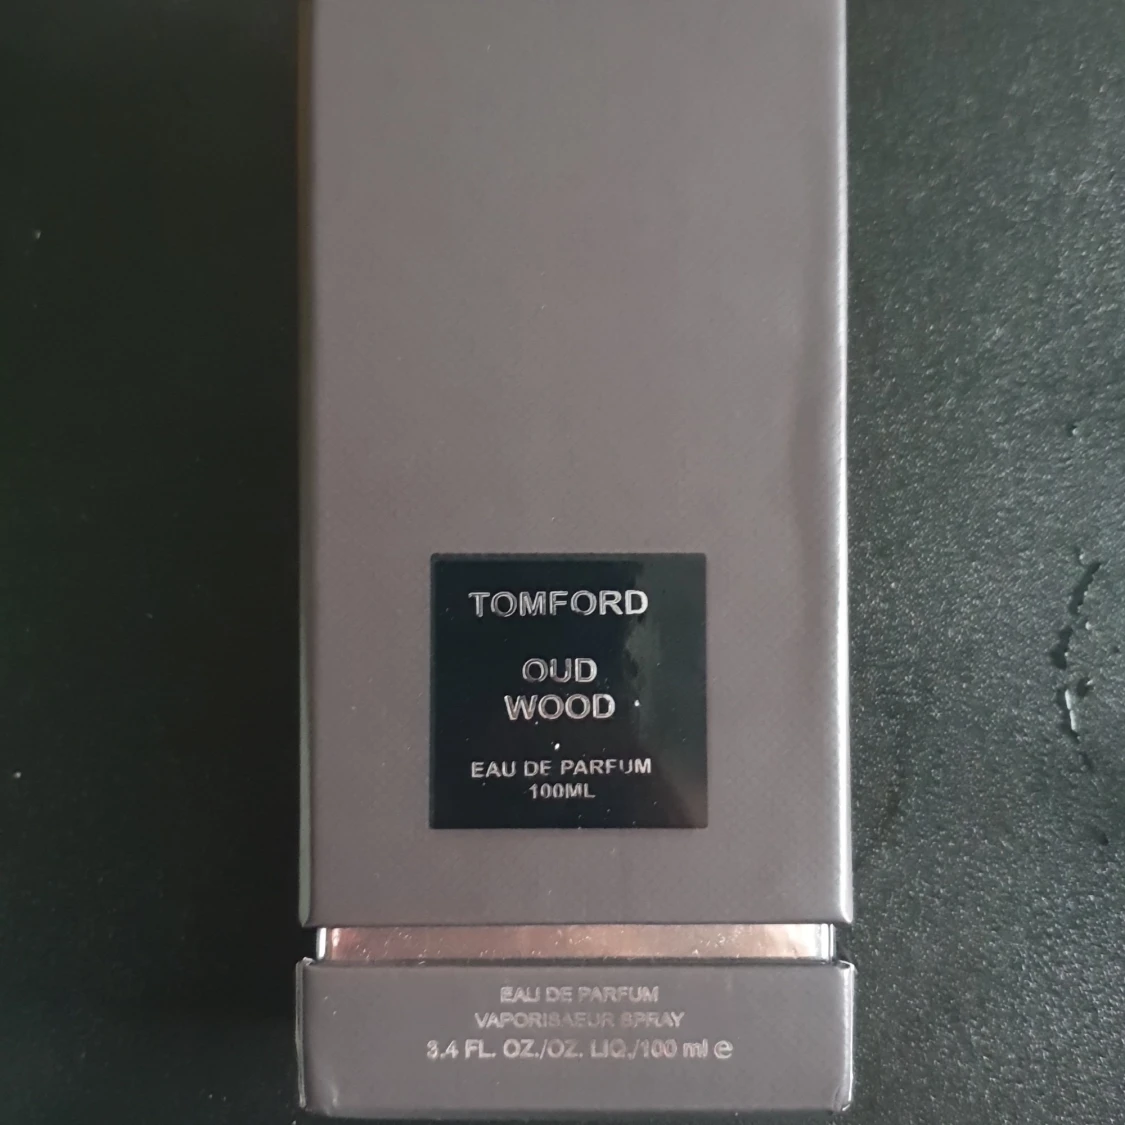 TOMFORD
OUD
WOOD
EAU DE PARFUM
100ML
EAU DE PARFUM
VAPORISAEUR SPRAY
3.4 FL. OZ./OZ. LIQ./100 ml ℮